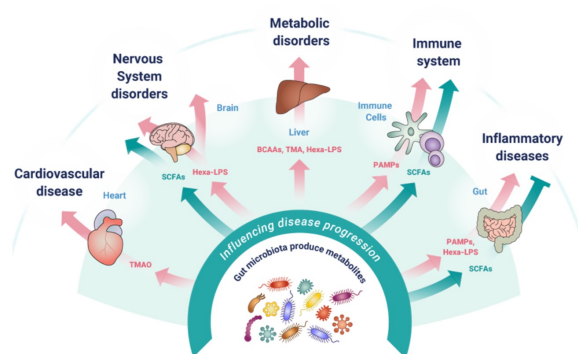 Metabolic
disorders
Nervous
System
disorders
Immune
system
Brain
Immune
Cells
Liver
BCAAs, TMA, Hexa-LPS
Inflammatory
diseases
Cardiovascular
disease
Heart
SCFAs
Hexa-LPS
PAMPs
SCFAs
Gut
TMAO
PAMPs,
Hexa-LPS
SCFAs
Influencing disease progression
Gut microbiota produce metabolites